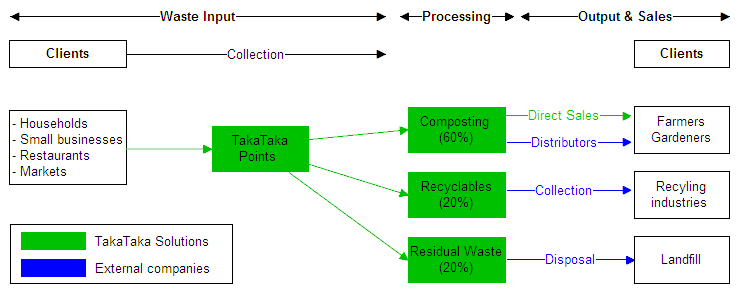 Waste Input
Processing
Output & Sales
Clients
Collection
Clients
- Households
- Small businesses
- Restaurants
- Markets
TakaTaka
Points
Composting
(60%)
Direct Sales
Distributors
Farmers
Gardeners
Recyclables
(20%)
Collection
Recyling
industries
Residual Waste
(20%)
Disposal
Landfill
TakaTaka Solutions
External companies